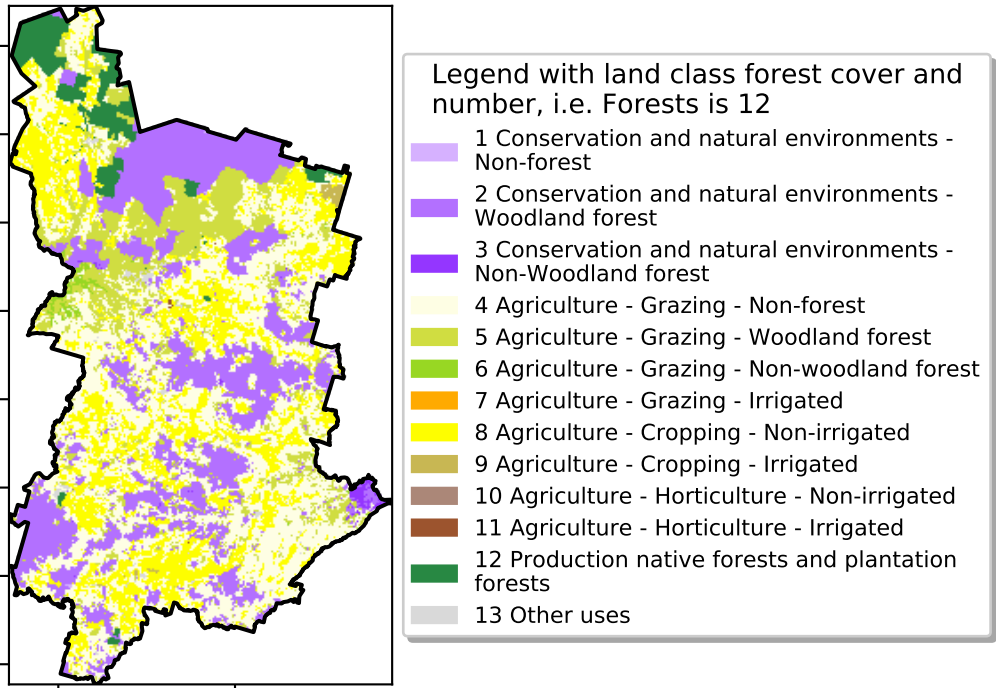 Legend with land class forest cover and
number, i.e. Forests is 12
1 Conservation and natural environments -
Non-forest
2 Conservation and natural environments -
Woodland forest
3 Conservation and natural environments -
Non-Woodland forest
4 Agriculture - Grazing - Non-forest
5 Agriculture - Grazing - Woodland forest
6 Agriculture - Grazing - Non-woodland forest
7 Agriculture - Grazing - Irrigated
8 Agriculture - Cropping - Non-irrigated
9 Agriculture - Cropping - Irrigated
10 Agriculture - Horticulture - Non-irrigated
11 Agriculture - Horticulture - Irrigated
12 Production native forests and plantation
forests
13 Other uses